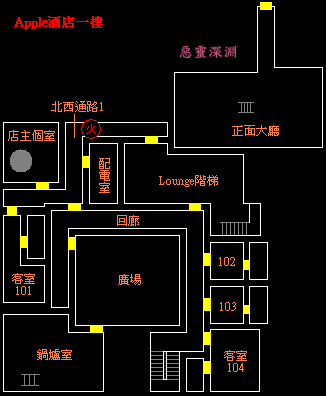 Apple酒店一樓
惡靈深淵
北西通路1
火
店主個室
正面大廳
配電室
Lounge階梯
回廊
102
廣場
客室
101
103
鍋爐室
客室
104